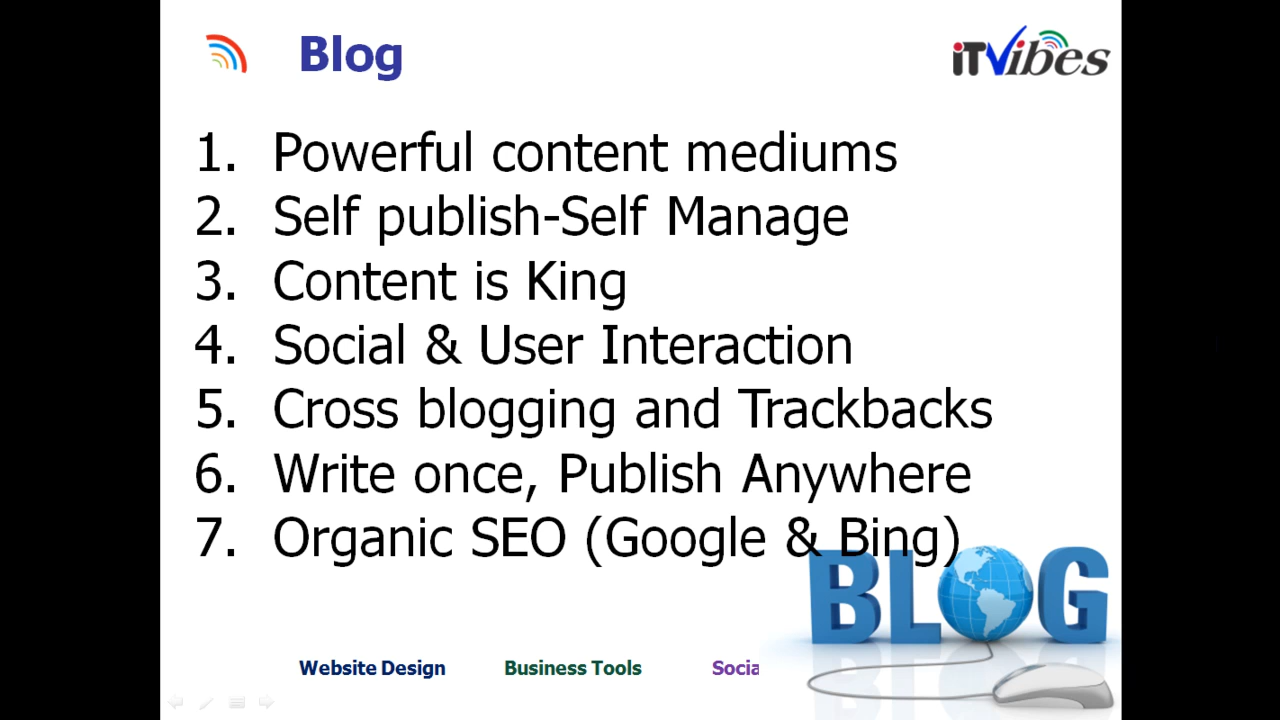 Blog
iTVibes
1. Powerful content mediums
2. Self publish-Self Manage
3. Content is King
4. Social & User Interaction
5. Cross blogging and Trackbacks
6. Write once, Publish Anywhere
7. Organic SEO (Google & Bing)
BLOG
Website Design Business Tools Socia